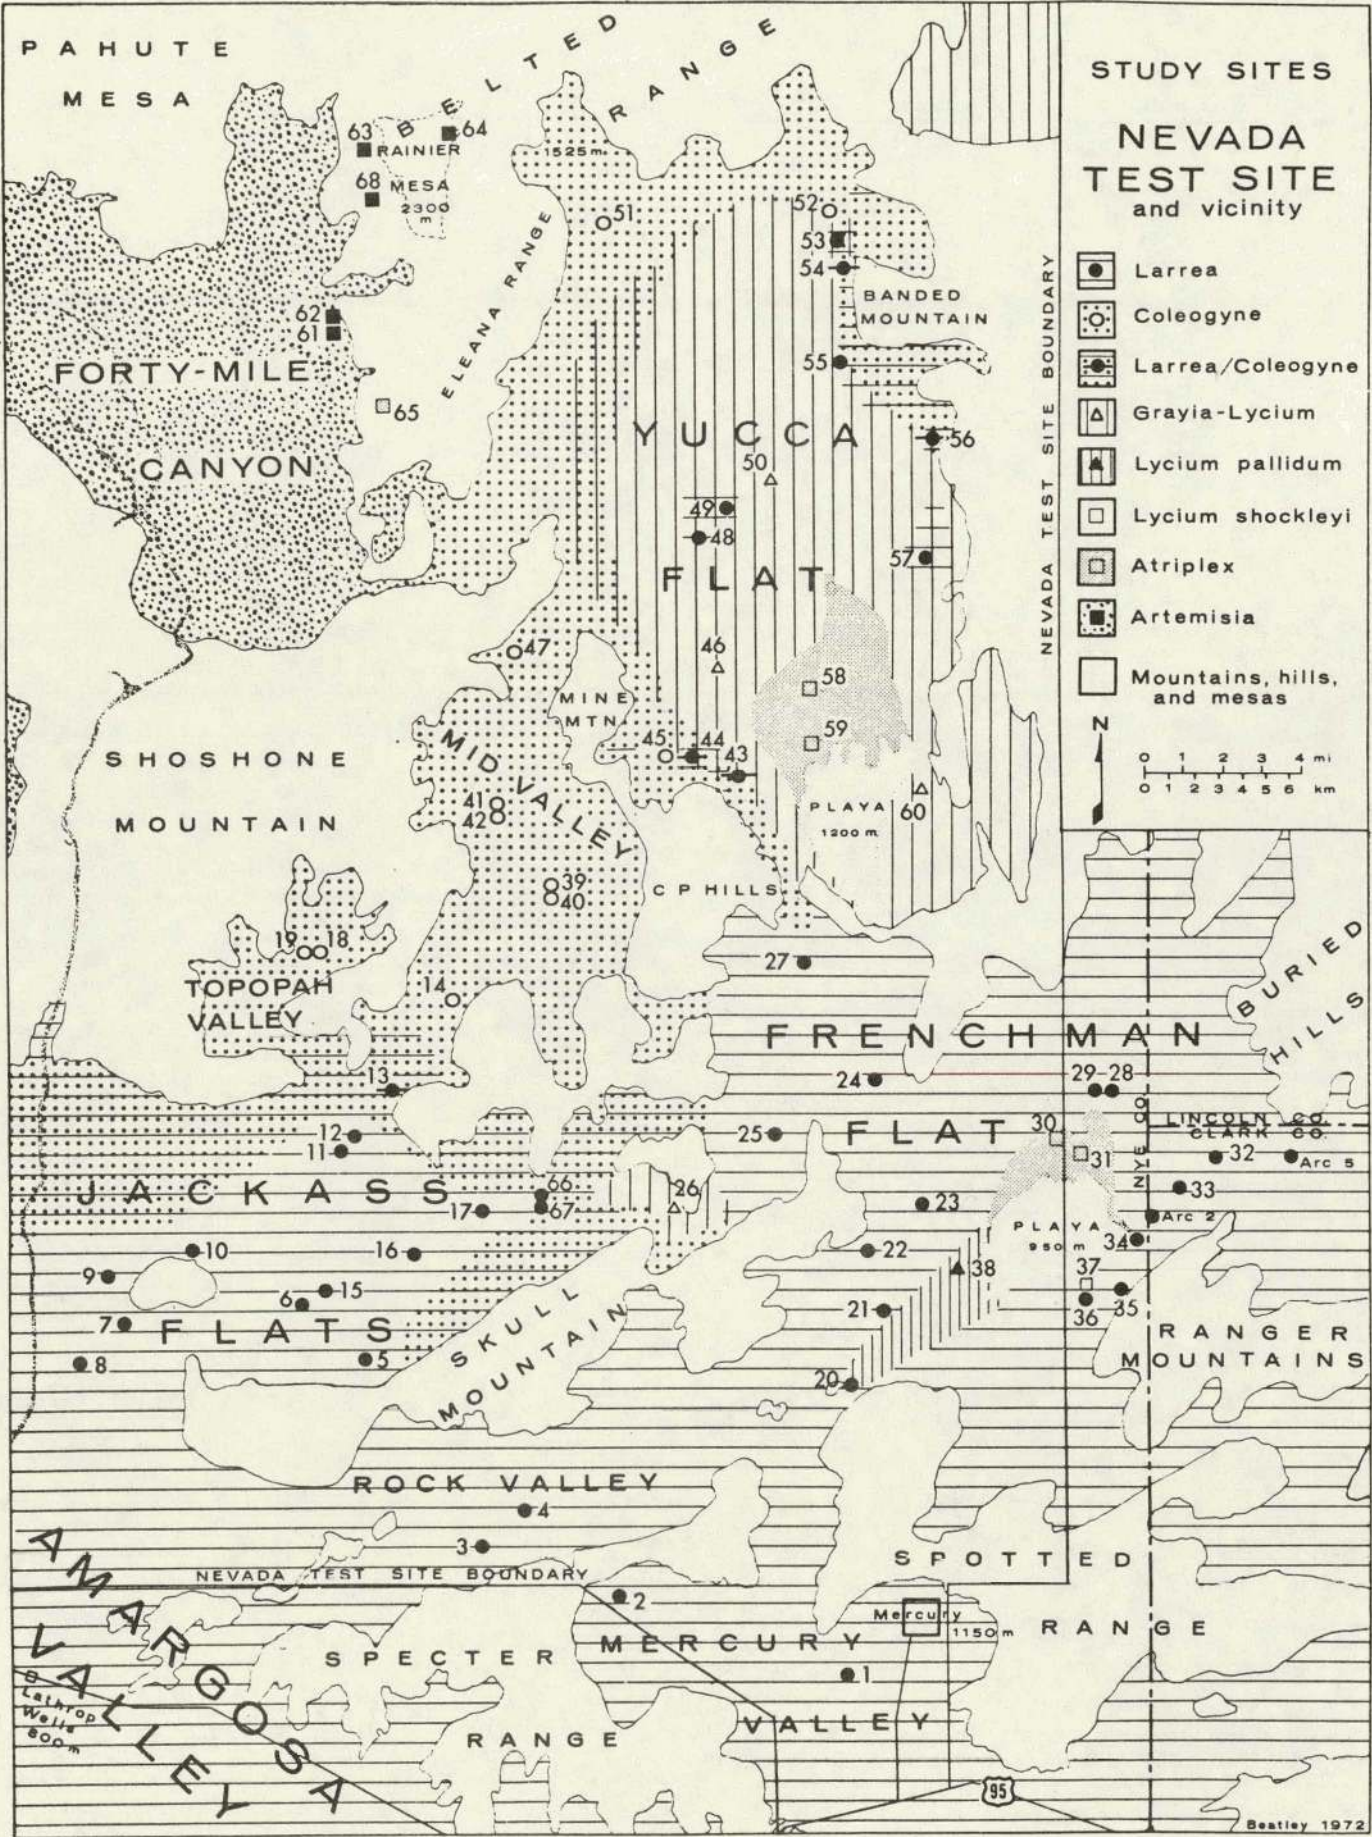 PAHUTE
MESA
BELTED
RANGE
63
64
RAINIER
68
MESA
2300
m
1525 m.
51
52
53
54
BANDED
MOUNTAIN
ELEANA RANGE
62
61
FORTY-MILE
65
CANYON
55
YUCCA
56
50
49
48
FLAT
57
47
46
58
MINE
MTN
59
45
44
43
MID VALLEY
SHOSHONE
MOUNTAIN
41
42
PLAYA
1200 m.
60
39
40
C P HILLS
19
18
TOPOPAH
VALLEY
14
27
FRENCHMAN
BURIED
HILLS
13
24
29
28
12
11
25
FLAT
30
31
NYE CO.
LINCOLN CO.
CLARK CO.
32
Arc 5
JACKASS
66
67
17
26
23
33
Arc 2
PLAYA
950 m
34
10
16
22
38
37
9
15
6
21
36
35
7
FLATS
8
5
SKULL
MOUNTAIN
20
RANGER
MOUNTAINS
ROCK VALLEY
4
3
NEVADA TEST SITE BOUNDARY
2
SPOTTED
RANGE
AMARGOSA
VALLEY
Mercury
1150 m
SPECTER
RANGE
MERCURY
VALLEY
1
Lathrop
Wells
800 m
95
Beatley 1972
STUDY SITES
NEVADA
TEST SITE
and vicinity
NEVADA TEST SITE BOUNDARY
Larrea
Coleogyne
Larrea/Coleogyne
Grayia-Lycium
Lycium pallidum
Lycium shockleyi
Atriplex
Artemisia
Mountains, hills,
and mesas
N
0 1 2 3 4 mi
0 1 2 3 4 5 6 km